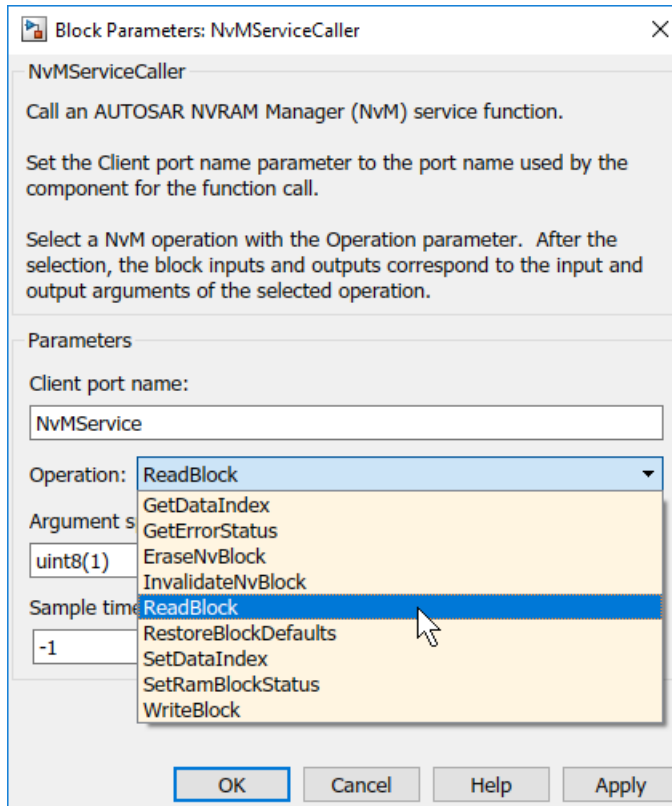 Block Parameters: NvMServiceCaller
NvMServiceCaller
Call an AUTOSAR NVRAM Manager (NvM) service function.
Set the Client port name parameter to the port name used by the
component for the function call.
Select a NvM operation with the Operation parameter.  After the
selection, the block inputs and outputs correspond to the input and
output arguments of the selected operation.
Parameters
Client port name:
NvMService
Operation: ReadBlock
GetDataIndex
Argument
GetErrorStatus
uint8(1)
EraseNvBlock
InvalidateNvBlock
Sample time
ReadBlock
-1
RestoreBlockDefaults
SetDataIndex
SetRamBlockStatus
WriteBlock
OK Cancel Help Apply